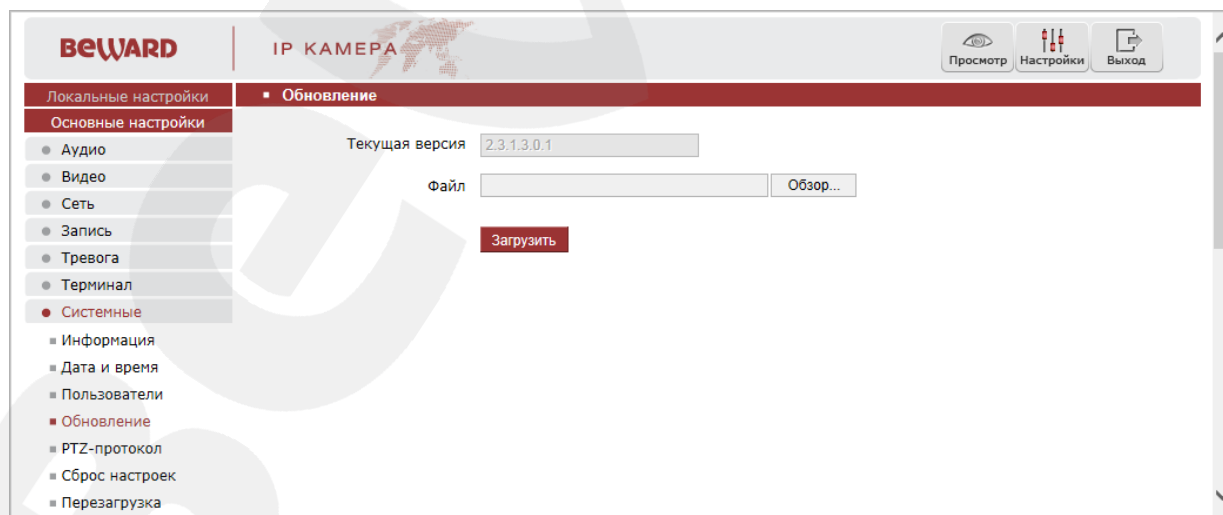 BEWARD
IP КАМЕРА
Просмотр
Настройки
Выход
Локальные настройки
Обновление
Основные настройки
Аудио
Видео
Сеть
Запись
Тревога
Терминал
Системные
Информация
Дата и время
Пользователи
Обновление
PTZ-протокол
Сброс настроек
Перезагрузка
Текущая версия 2.3.1.3.0.1
Файл Обзор...
Загрузить